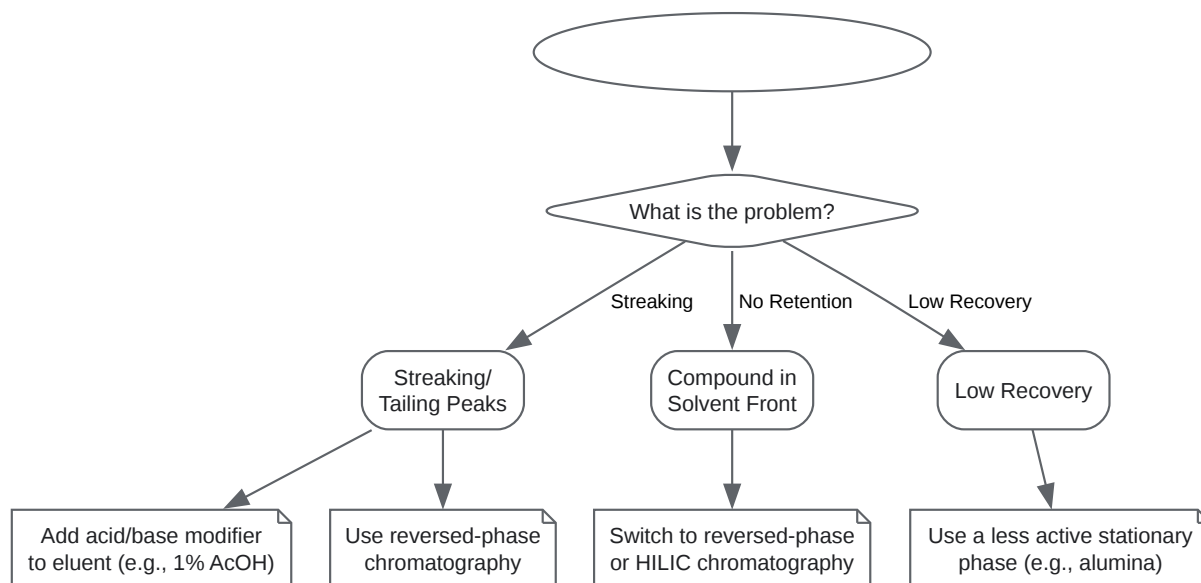 What is the problem?
Streaking
No Retention
Low Recovery
Streaking/
Tailing Peaks
Compound in
Solvent Front
Low Recovery
Add acid/base modifier
to eluent (e.g., 1% AcOH)
Use reversed-phase
chromatography
Switch to reversed-phase
or HILIC chromatography
Use a less active stationary
phase (e.g., alumina)